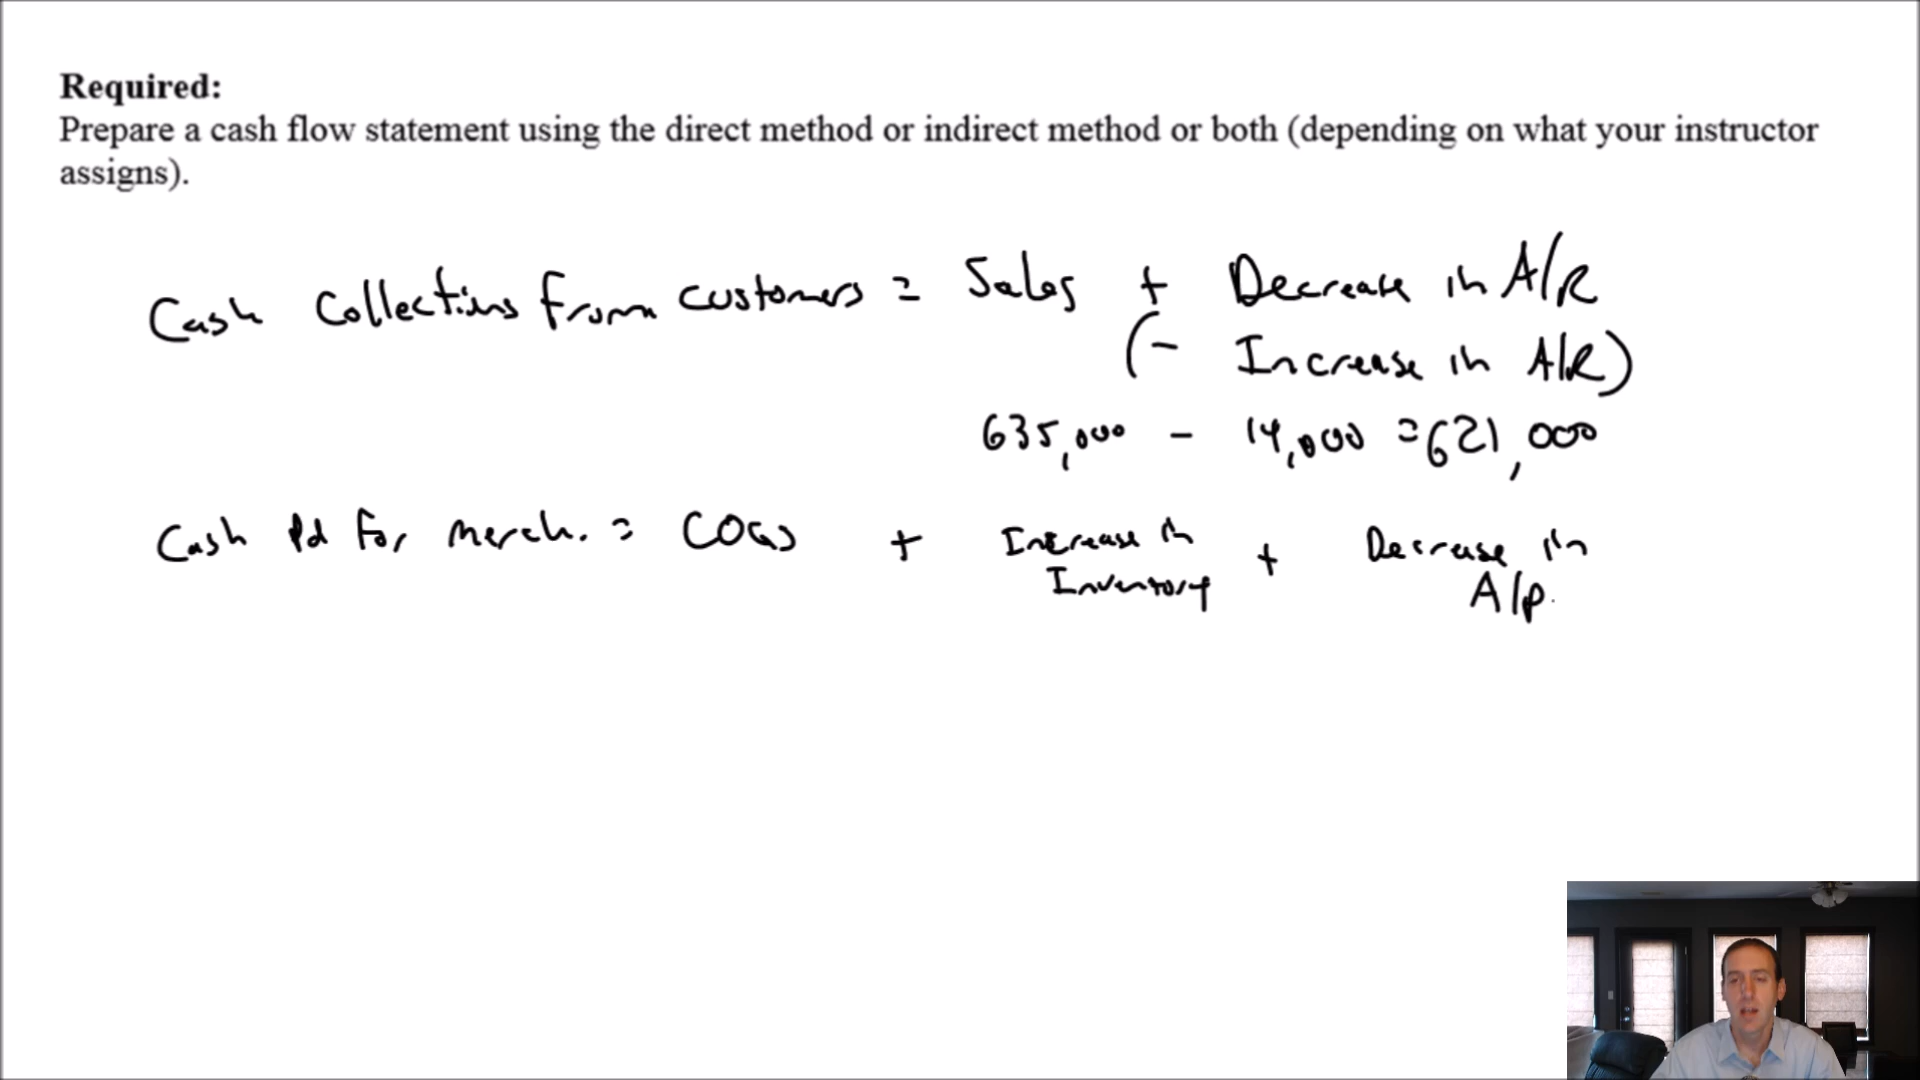 Required:
Prepare a cash flow statement using the direct method or indirect method or both (depending on what your instructor
assigns).
Cash Collections from customers = Sales + Decrease in A/R
(- Increase in A/R)
635,000 - 14,000 = 621,000
Cash Pd for merch. = COGS + Increase in Inventory + Decrease in A/P.